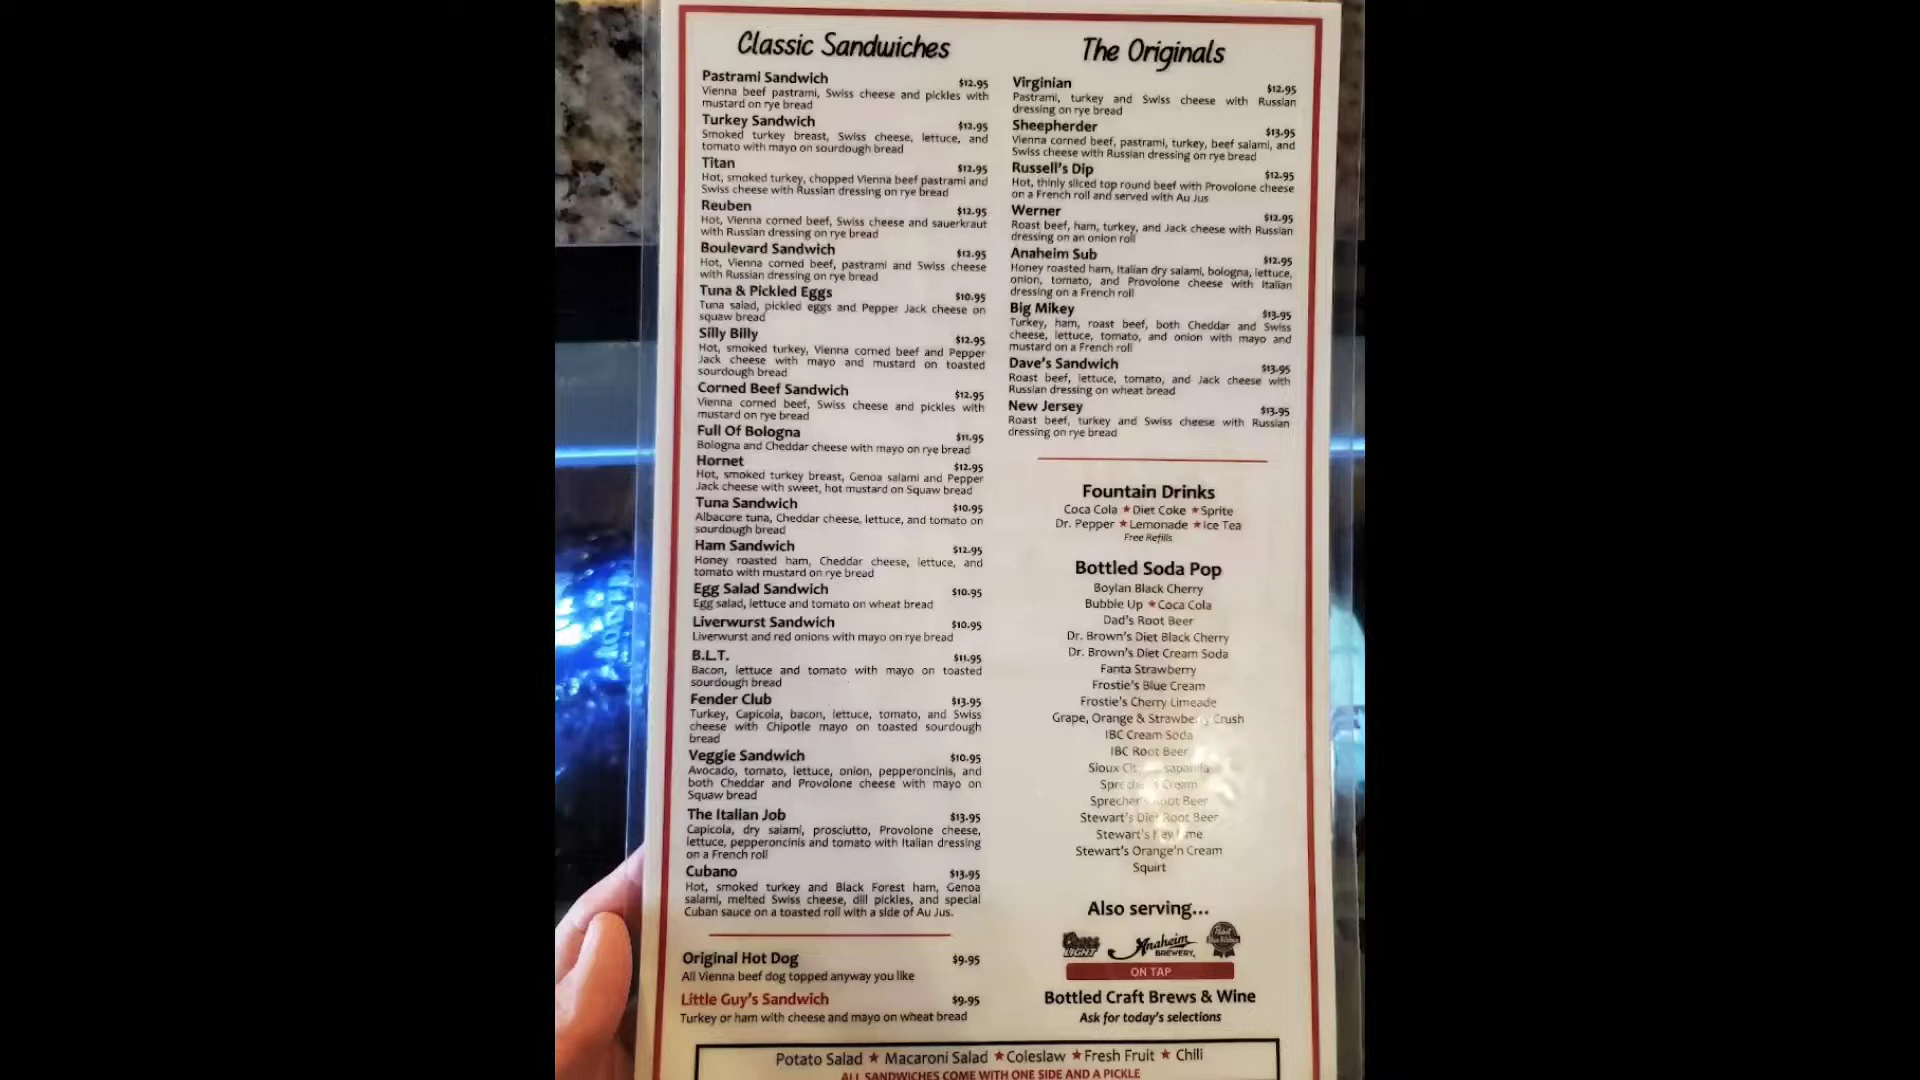 Classic Sandwiches
Pastrami Sandwich $12.95
Vienna beef pastrami, Swiss cheese and pickles with
mustard on rye bread
Turkey Sandwich $12.95
Smoked turkey breast, Swiss cheese, lettuce, and
tomato with mayo on sourdough bread
Titan $12.95
Hot, smoked turkey, chopped Vienna beef pastrami and
Swiss cheese with Russian dressing on rye bread
Reuben $12.95
Hot, Vienna corned beef, Swiss cheese and sauerkraut
with Russian dressing on rye bread
Boulevard Sandwich $12.95
Hot, Vienna corned beef, pastrami and Swiss cheese
with Russian dressing on rye bread
Tuna & Pickled Eggs $10.95
Tuna salad, pickled eggs and Pepper Jack cheese on
squaw bread
Silly Billy $12.95
Hot, smoked turkey, Vienna corned beef and Pepper
Jack cheese with mayo and mustard on toasted
sourdough bread
Corned Beef Sandwich $12.95
Vienna corned beef, Swiss cheese and pickles with
mustard on rye bread
Full Of Bologna $11.95
Bologna and Cheddar cheese with mayo on rye bread
Hornet $12.95
Hot, smoked turkey breast, Genoa salami and Pepper
Jack cheese with sweet, hot mustard on Squaw bread
Tuna Sandwich $10.95
Albacore tuna, Cheddar cheese, lettuce, and tomato on
sourdough bread
Ham Sandwich $12.95
Honey roasted ham, Cheddar cheese, lettuce, and
tomato with mustard on rye bread
Egg Salad Sandwich $10.95
Egg salad, lettuce and tomato on wheat bread
Liverwurst Sandwich $10.95
Liverwurst and red onions with mayo on rye bread
B.L.T. $11.95
Bacon, lettuce and tomato with mayo on toasted
sourdough bread
Fender Club $13.95
Turkey, Capicola, bacon, lettuce, tomato, and Swiss
cheese with Chipotle mayo on toasted sourdough
bread
Veggie Sandwich $10.95
Avocado, tomato, lettuce, onion, pepperoncinis, and
both Cheddar and Provolone cheese with mayo on
Squaw bread
The Italian Job $13.95
Capicola, dry salami, prosciutto, Provolone cheese,
lettuce, pepperoncinis and tomato with Italian dressing
on a French roll
Cubano $13.95
Hot, smoked turkey and Black Forest ham, Genoa
salami, melted Swiss cheese, dill pickles, and special
Cuban sauce on a toasted roll with a side of Au Jus.
Original Hot Dog $9.95
All Vienna beef dog topped anyway you like
Little Guy's Sandwich $9.95
Turkey or ham with cheese and mayo on wheat bread
The Originals
Virginian $12.95
Pastrami, turkey and Swiss cheese with Russian
dressing on rye bread
Sheepherder $13.95
Vienna corned beef, pastrami, turkey, beef salami, and
Swiss cheese with Russian dressing on rye bread
Russell's Dip $12.95
Hot, thinly sliced top round beef with Provolone cheese
on a French roll and served with Au Jus
Werner $12.95
Roast beef, ham, turkey, and Jack cheese with Russian
dressing on an onion roll
Anaheim Sub $12.95
Honey roasted ham, Italian dry salami, bologna, lettuce,
onion, tomato, and Provolone cheese with Italian
dressing on a French roll
Big Mikey $13.95
Turkey, ham, roast beef, both Cheddar and Swiss
cheese, lettuce, tomato, and onion with mayo and
mustard on a French roll
Dave's Sandwich $13.95
Roast beef, lettuce, tomato, and Jack cheese with
Russian dressing on wheat bread
New Jersey $13.95
Roast beef, turkey and Swiss cheese with Russian
dressing on rye bread
Fountain Drinks
Coca Cola ★ Diet Coke ★ Sprite
Dr. Pepper ★ Lemonade ★ Ice Tea
Free Refills
Bottled Soda Pop
Boylan Black Cherry
Bubble Up ★ Coca Cola
Dad's Root Beer
Dr. Brown's Diet Black Cherry
Dr. Brown's Diet Cream Soda
Fanta Strawberry
Frostie's Blue Cream
Frostie's Cherry Limeade
Grape, Orange & Strawberry Crush
IBC Cream Soda
IBC Root Beer
Sioux
Cream
Sprecher's Root Beer
Stewart's Diet Root Beer
Stewart's Key
Stewart's Orange'n Cream
Squirt
Also serving...
Coors LIGHT Anaheim BREWERY. Pabst Blue Ribbon
ON TAP
Bottled Craft Brews & Wine
Ask for today's selections
Potato Salad ★ Macaroni Salad ★ Coleslaw ★ Fresh Fruit ★ Chili
ALL SANDWICHES COME WITH ONE SIDE AND A PICKLE